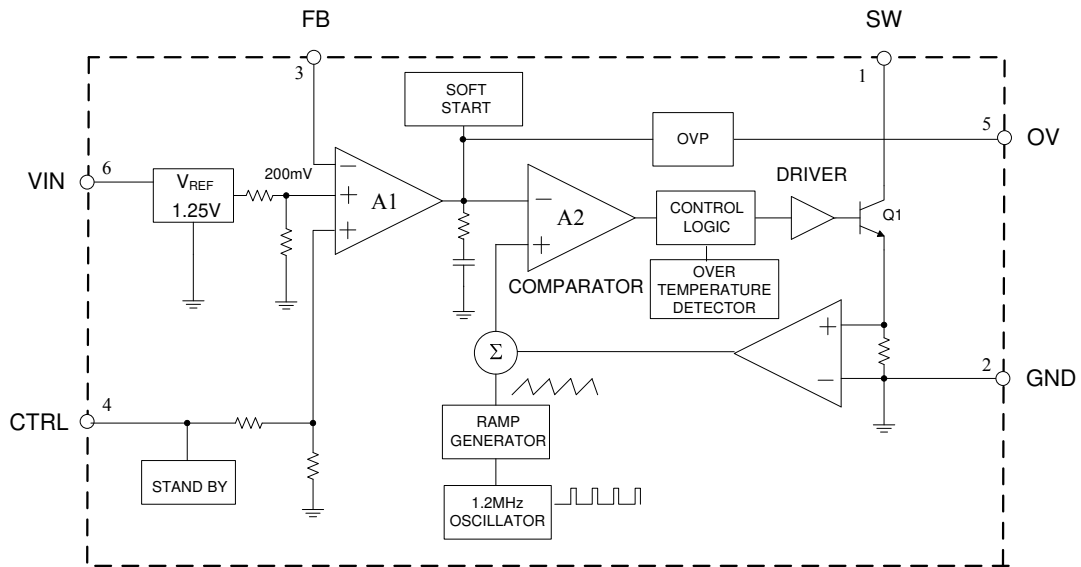 FB
SW
3
1
SOFT
START
5
OV
OVP
6
VIN
VREF
1.25V
200mV
−
+
+
A1
−
+
A2
COMPARATOR
CONTROL
LOGIC
DRIVER
Q1
OVER
TEMPERATURE
DETECTOR
+
−
Σ
2
GND
4
CTRL
STAND BY
RAMP
GENERATOR
1.2MHz
OSCILLATOR